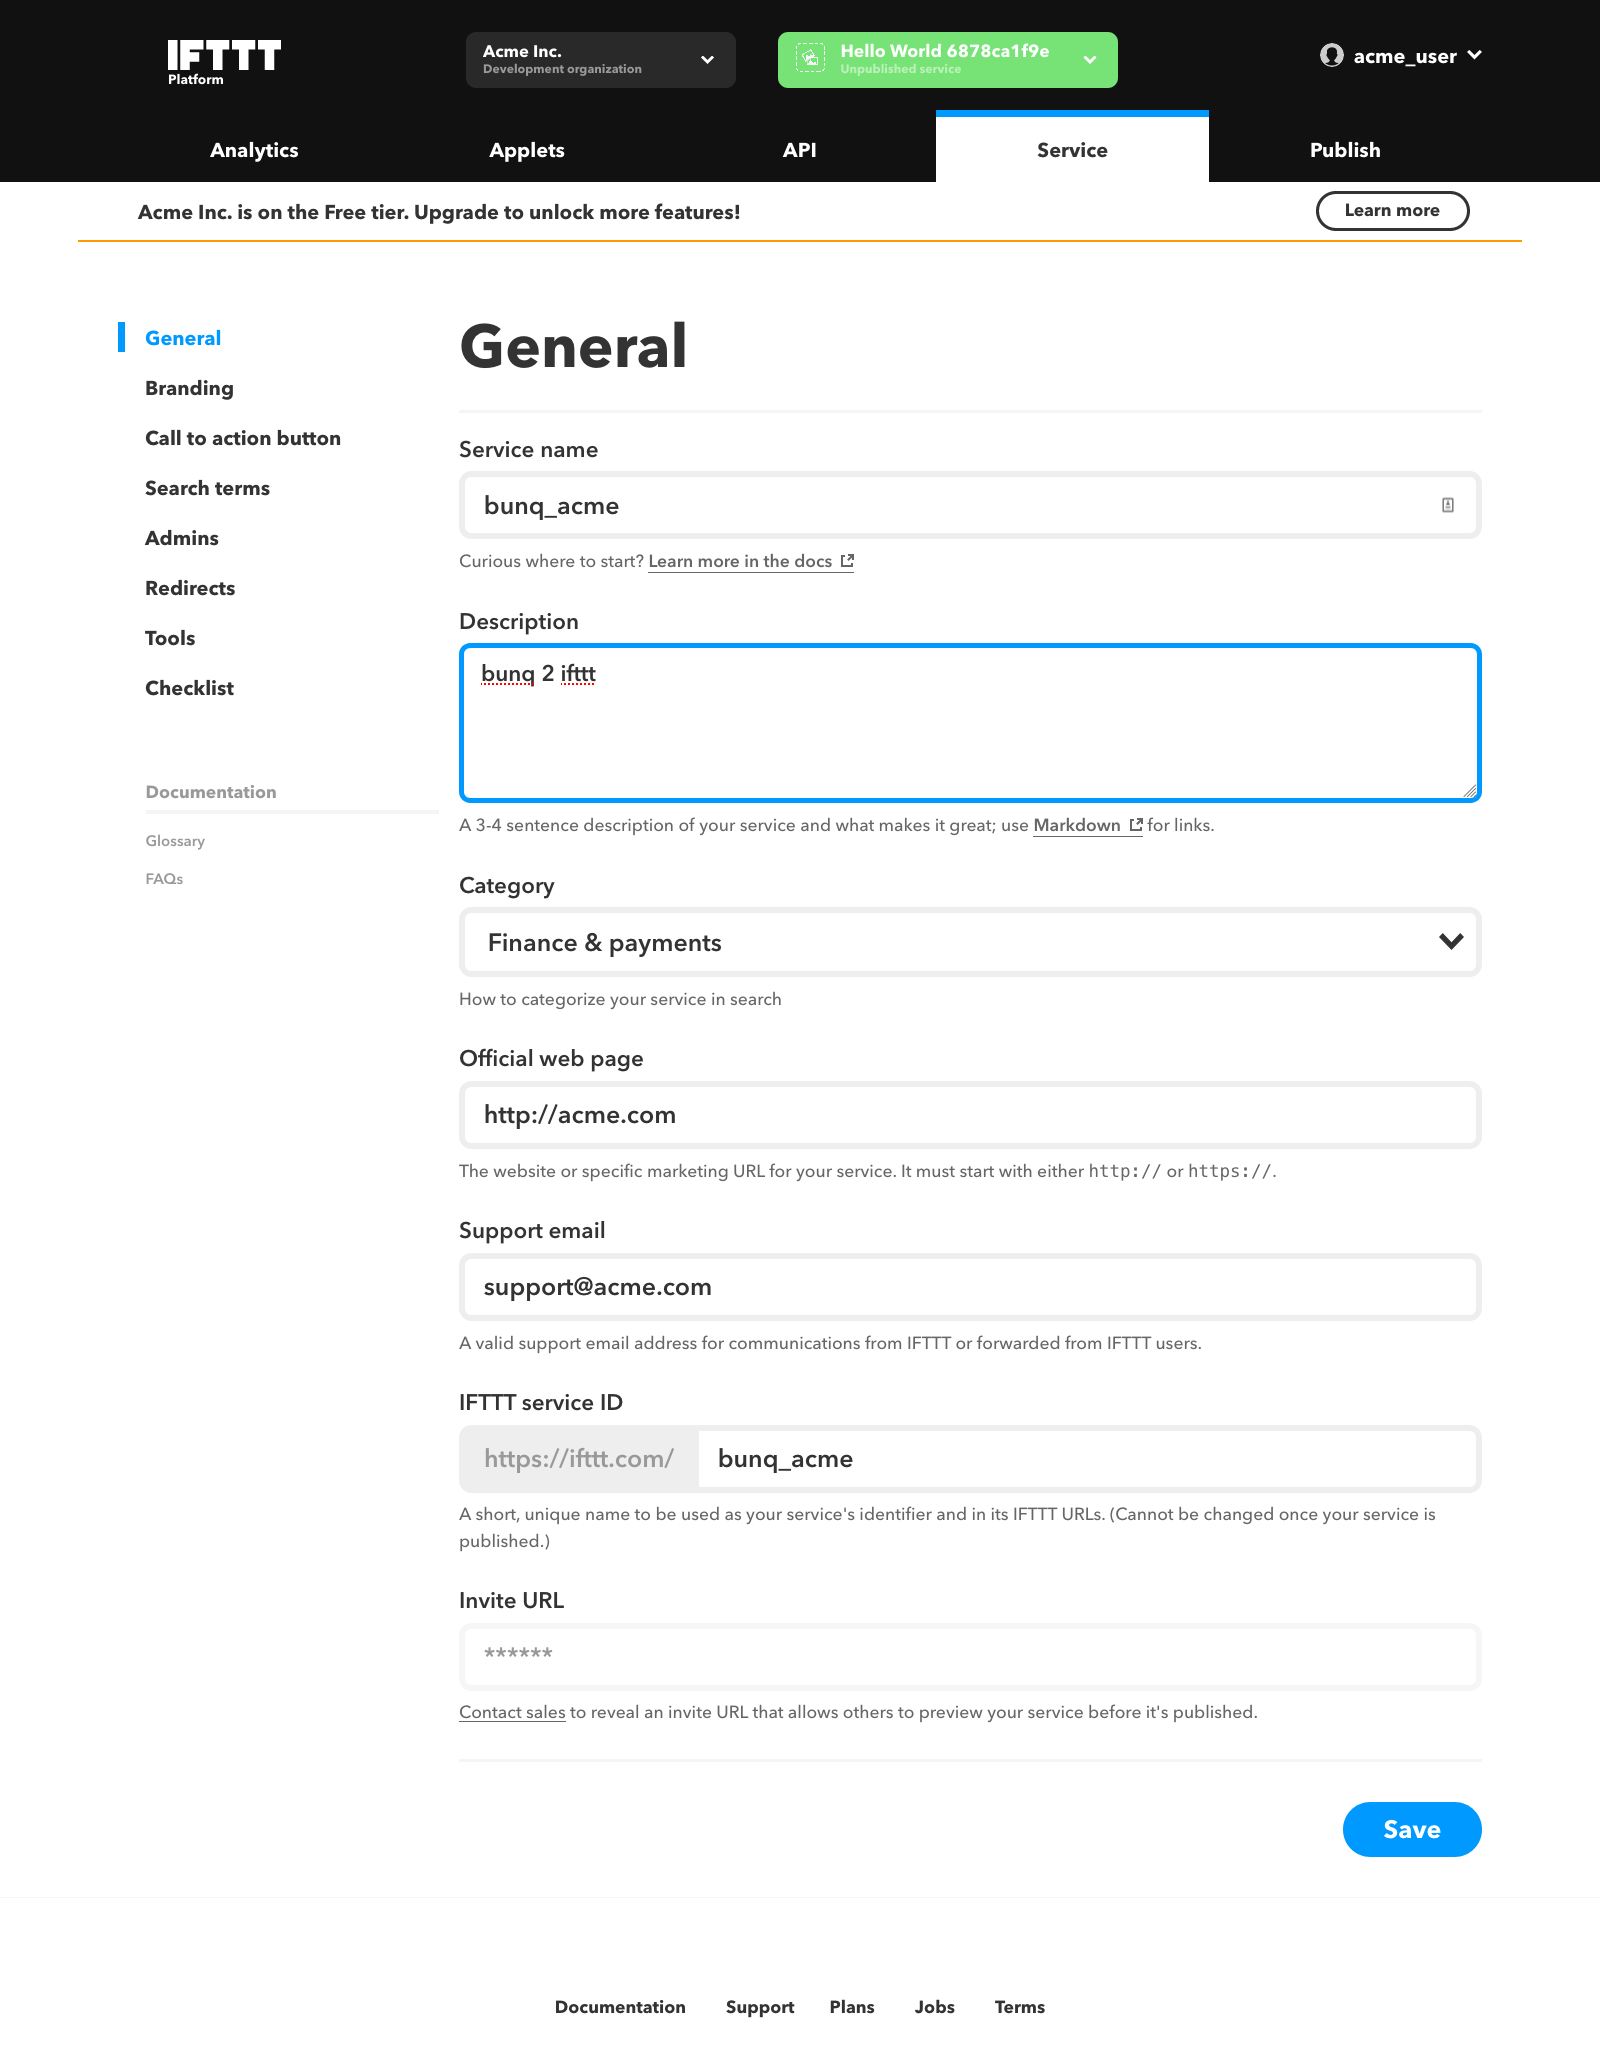 IFTTT
Platform
Acme Inc.
Development organization
Hello World 6878ca1f9e
Unpublished service
acme_user
Analytics
Applets
API
Service
Publish
Acme Inc. is on the Free tier. Upgrade to unlock more features!
Learn more
General
Branding
Call to action button
Search terms
Admins
Redirects
Tools
Checklist
Documentation
Glossary
FAQs
General
Service name
bunq_acme
Curious where to start? Learn more in the docs
Description
bunq 2 ifttt
A 3-4 sentence description of your service and what makes it great; use Markdown for links.
Category
Finance & payments
How to categorize your service in search
Official web page
http://acme.com
The website or specific marketing URL for your service. It must start with either http:// or https://.
Support email
support@acme.com
A valid support email address for communications from IFTTT or forwarded from IFTTT users.
IFTTT service ID
https://ifttt.com/ bunq_acme
A short, unique name to be used as your service's identifier and in its IFTTT URLs. (Cannot be changed once your service is
published.)
Invite URL
******
Contact sales to reveal an invite URL that allows others to preview your service before it's published.
Save
Documentation
Support
Plans
Jobs
Terms